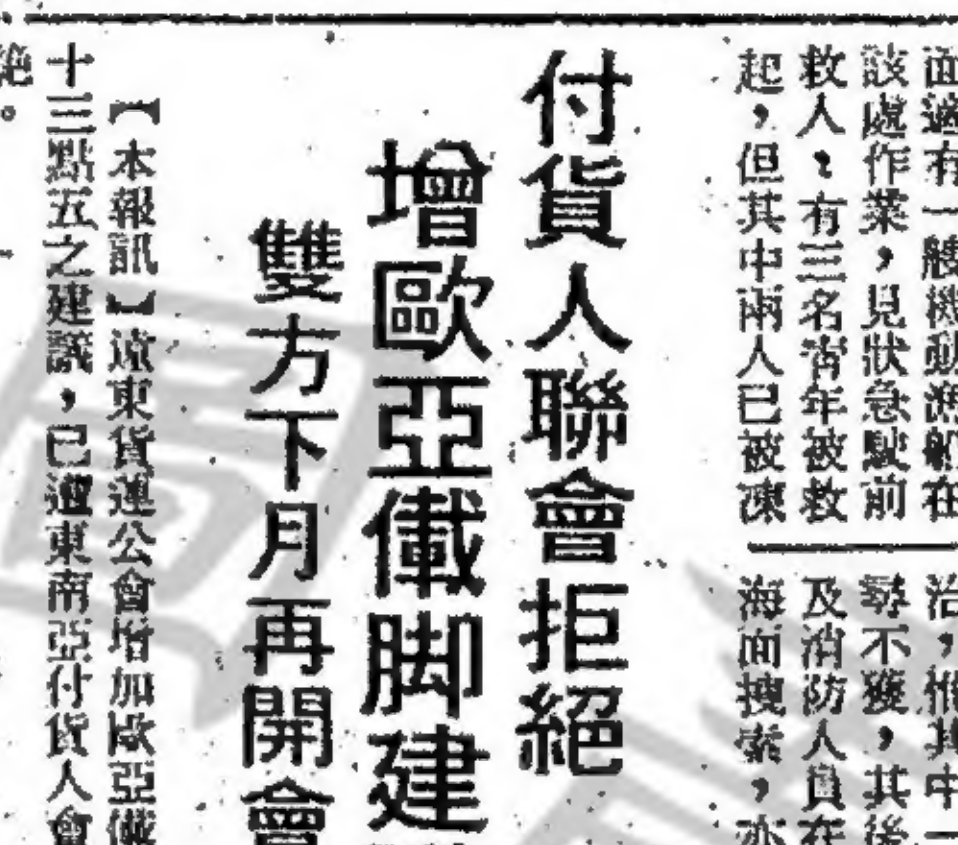 面適有一艘機動漁船在
該處作業，見狀急駛前
救人，有三名青年被救
起，但其中兩人已被凍
治，惟其中一
尋不獲，其後
及消防人員在
海面搜索，亦
付貨人聯會拒絕
增歐亞儎脚建
雙方下月再開會
【本報訊】遠東貨運公會增加歐亞儎
十三點五之建議，已遭東南亞付貨人會
絕。